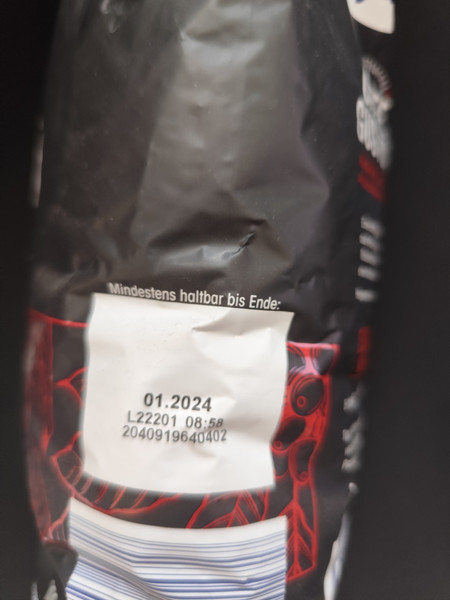 Mindestens haltbar bis Ende:
01.2024
L22201 08:58
2040919640402